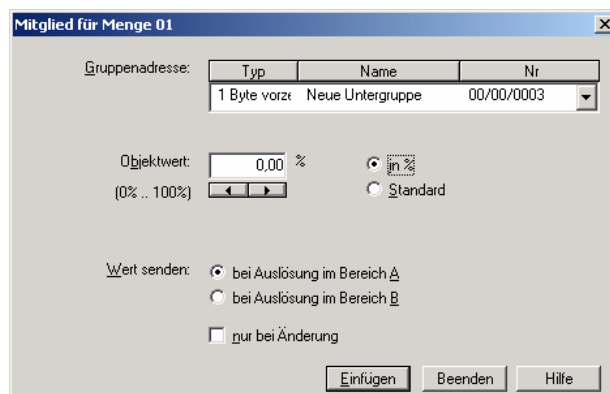 Mitglied für Menge 01
Gruppenadresse: Typ Name Nr
1 Byte vorze Neue Untergruppe 00/00/0003
Objektwert: 0,00 % in %
(0% .. 100%) Standard
Wert senden: bei Auslösung im Bereich A
bei Auslösung im Bereich B
nur bei Änderung
Einfügen Beenden Hilfe